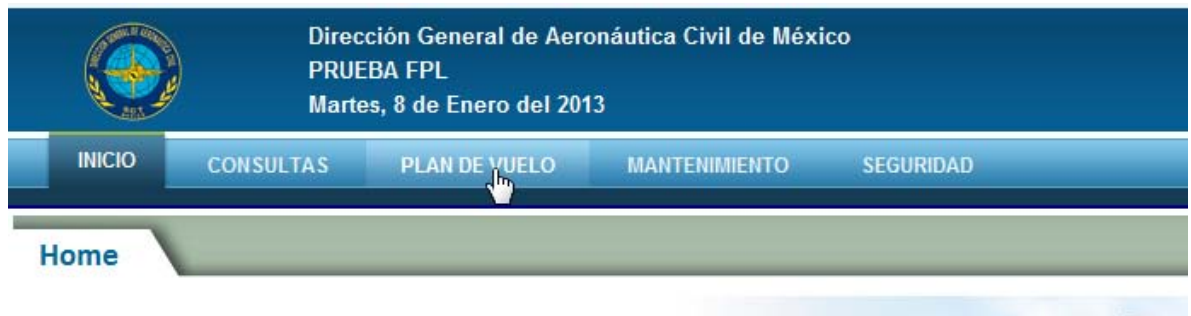 Dirección General de Aeronáutica Civil de México
PRUEBA FPL
Martes, 8 de Enero del 2013
INICIO CONSULTAS PLAN DE VUELO MANTENIMIENTO SEGURIDAD
Home